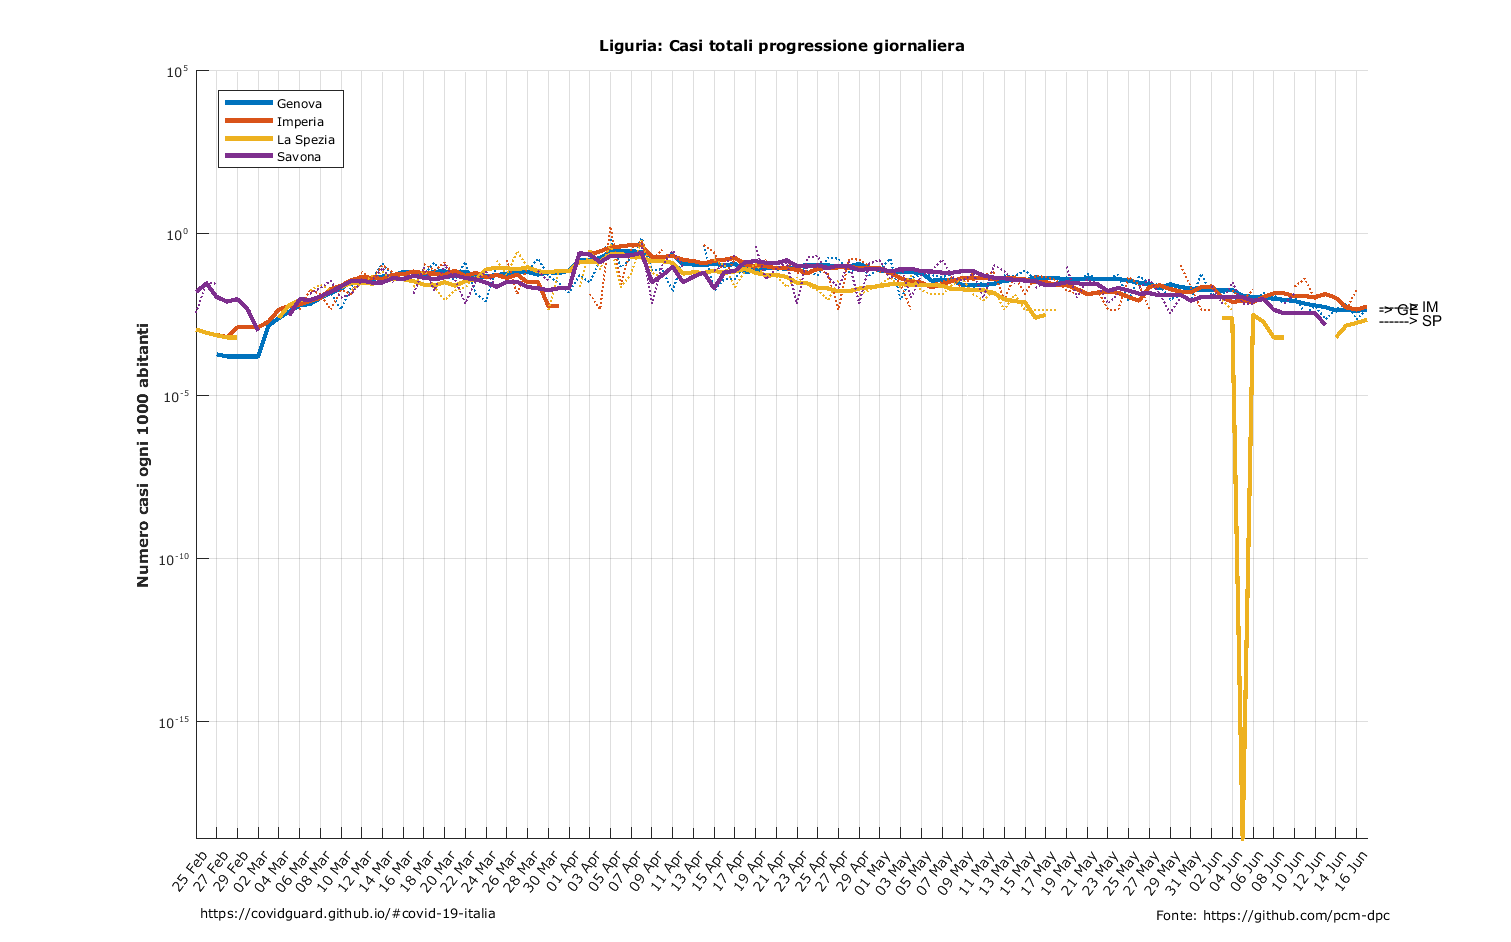 Liguria: Casi totali progressione giornaliera
Numero casi ogni 1000 abitanti
10^5
10^0
10^-5
10^-10
10^-15
Genova
Imperia
La Spezia
Savona
------> IM
-> GE
------> SP
25 Feb
27 Feb
29 Feb
02 Mar
04 Mar
06 Mar
08 Mar
10 Mar
12 Mar
14 Mar
16 Mar
18 Mar
20 Mar
22 Mar
24 Mar
26 Mar
28 Mar
30 Mar
01 Apr
03 Apr
05 Apr
07 Apr
09 Apr
11 Apr
13 Apr
15 Apr
17 Apr
19 Apr
21 Apr
23 Apr
25 Apr
27 Apr
29 Apr
01 May
03 May
05 May
07 May
09 May
11 May
13 May
15 May
17 May
19 May
21 May
23 May
25 May
27 May
29 May
31 May
02 Jun
04 Jun
06 Jun
08 Jun
10 Jun
12 Jun
14 Jun
16 Jun
https://covidguard.github.io/#covid-19-italia
Fonte: https://github.com/pcm-dpc